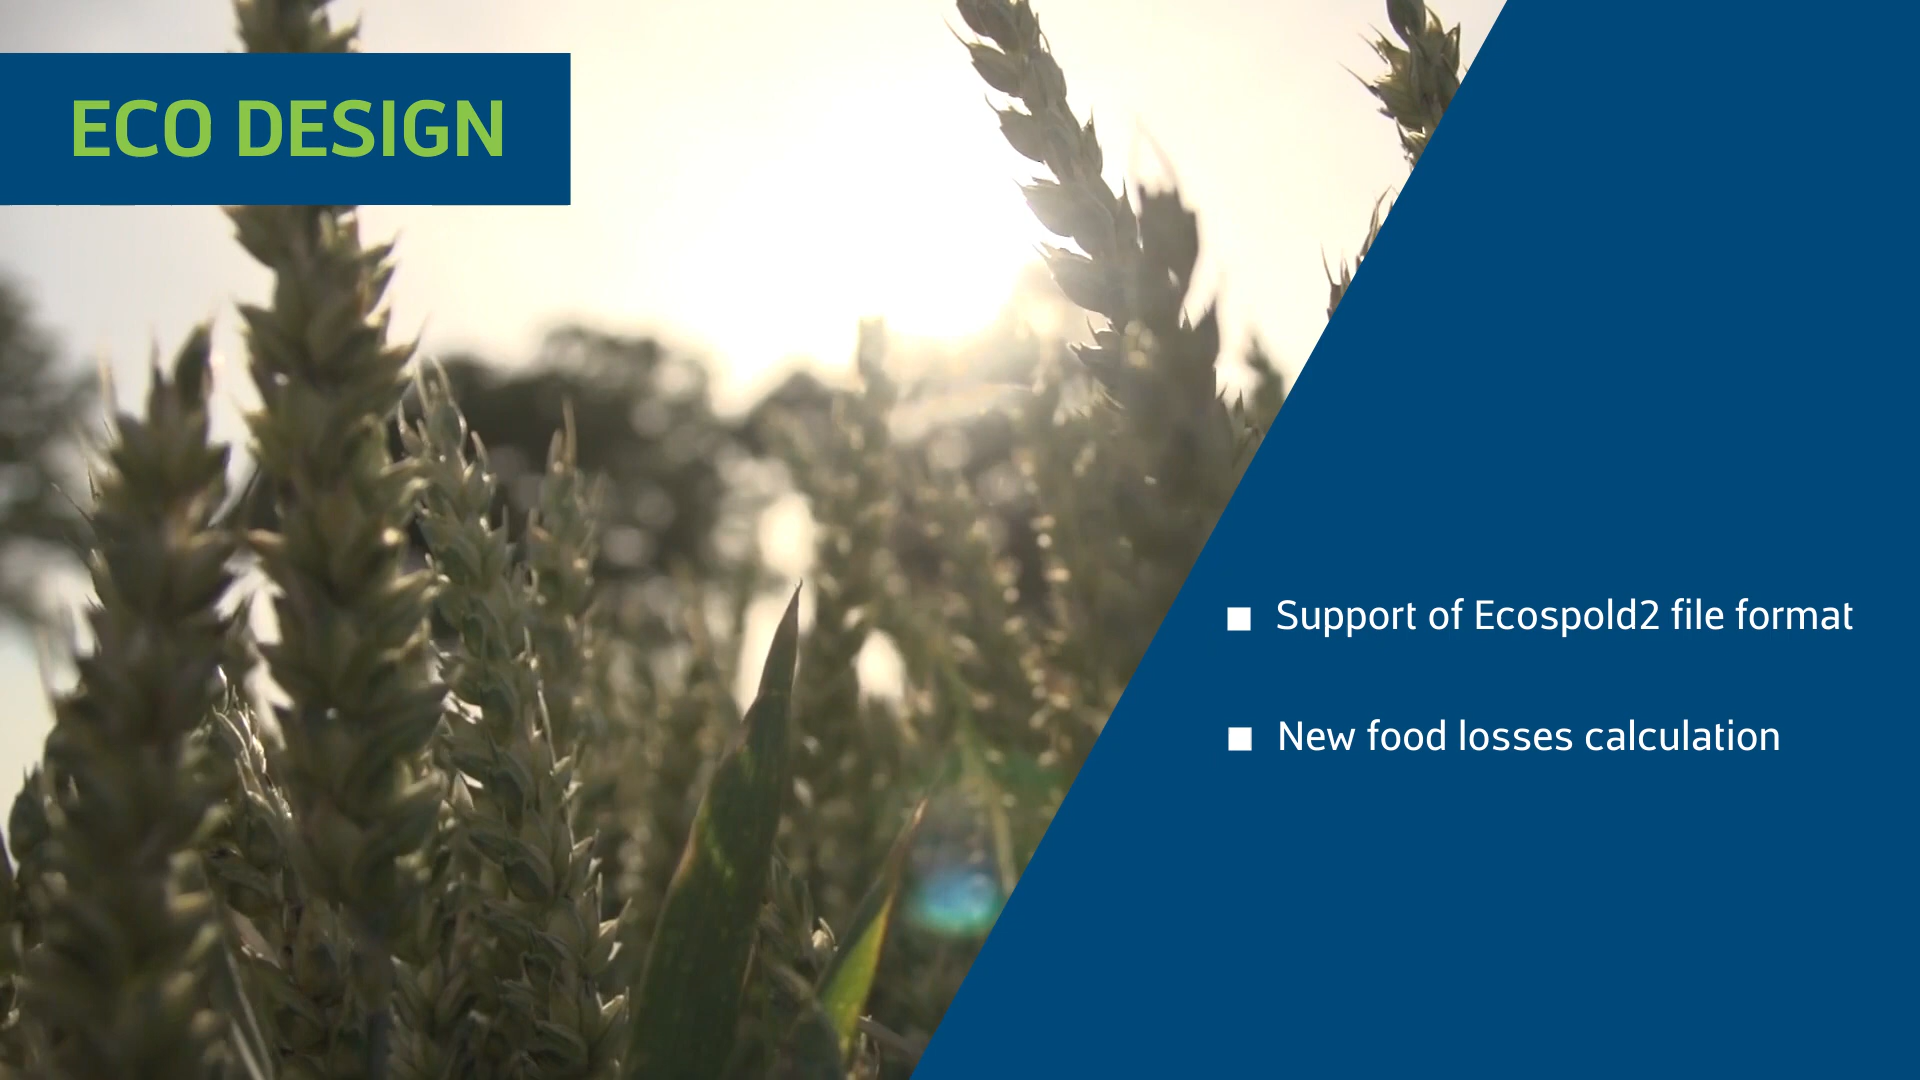 ECO DESIGN
Support of Ecospold2 file format
New food losses calculation